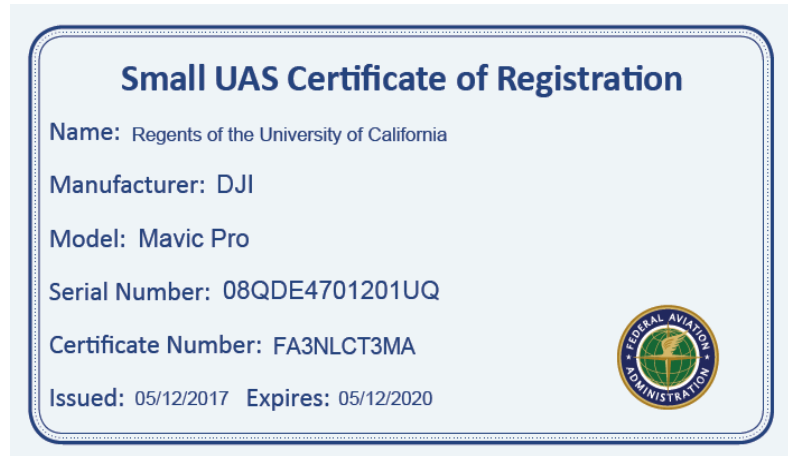 Small UAS Certificate of Registration
Name: Regents of the University of California
Manufacturer: DJI
Model: Mavic Pro
Serial Number: 08QDE4701201UQ
Certificate Number: FA3NLCT3MA
Issued: 05/12/2017 Expires: 05/12/2020
FEDERAL AVIATION
ADMINISTRATION